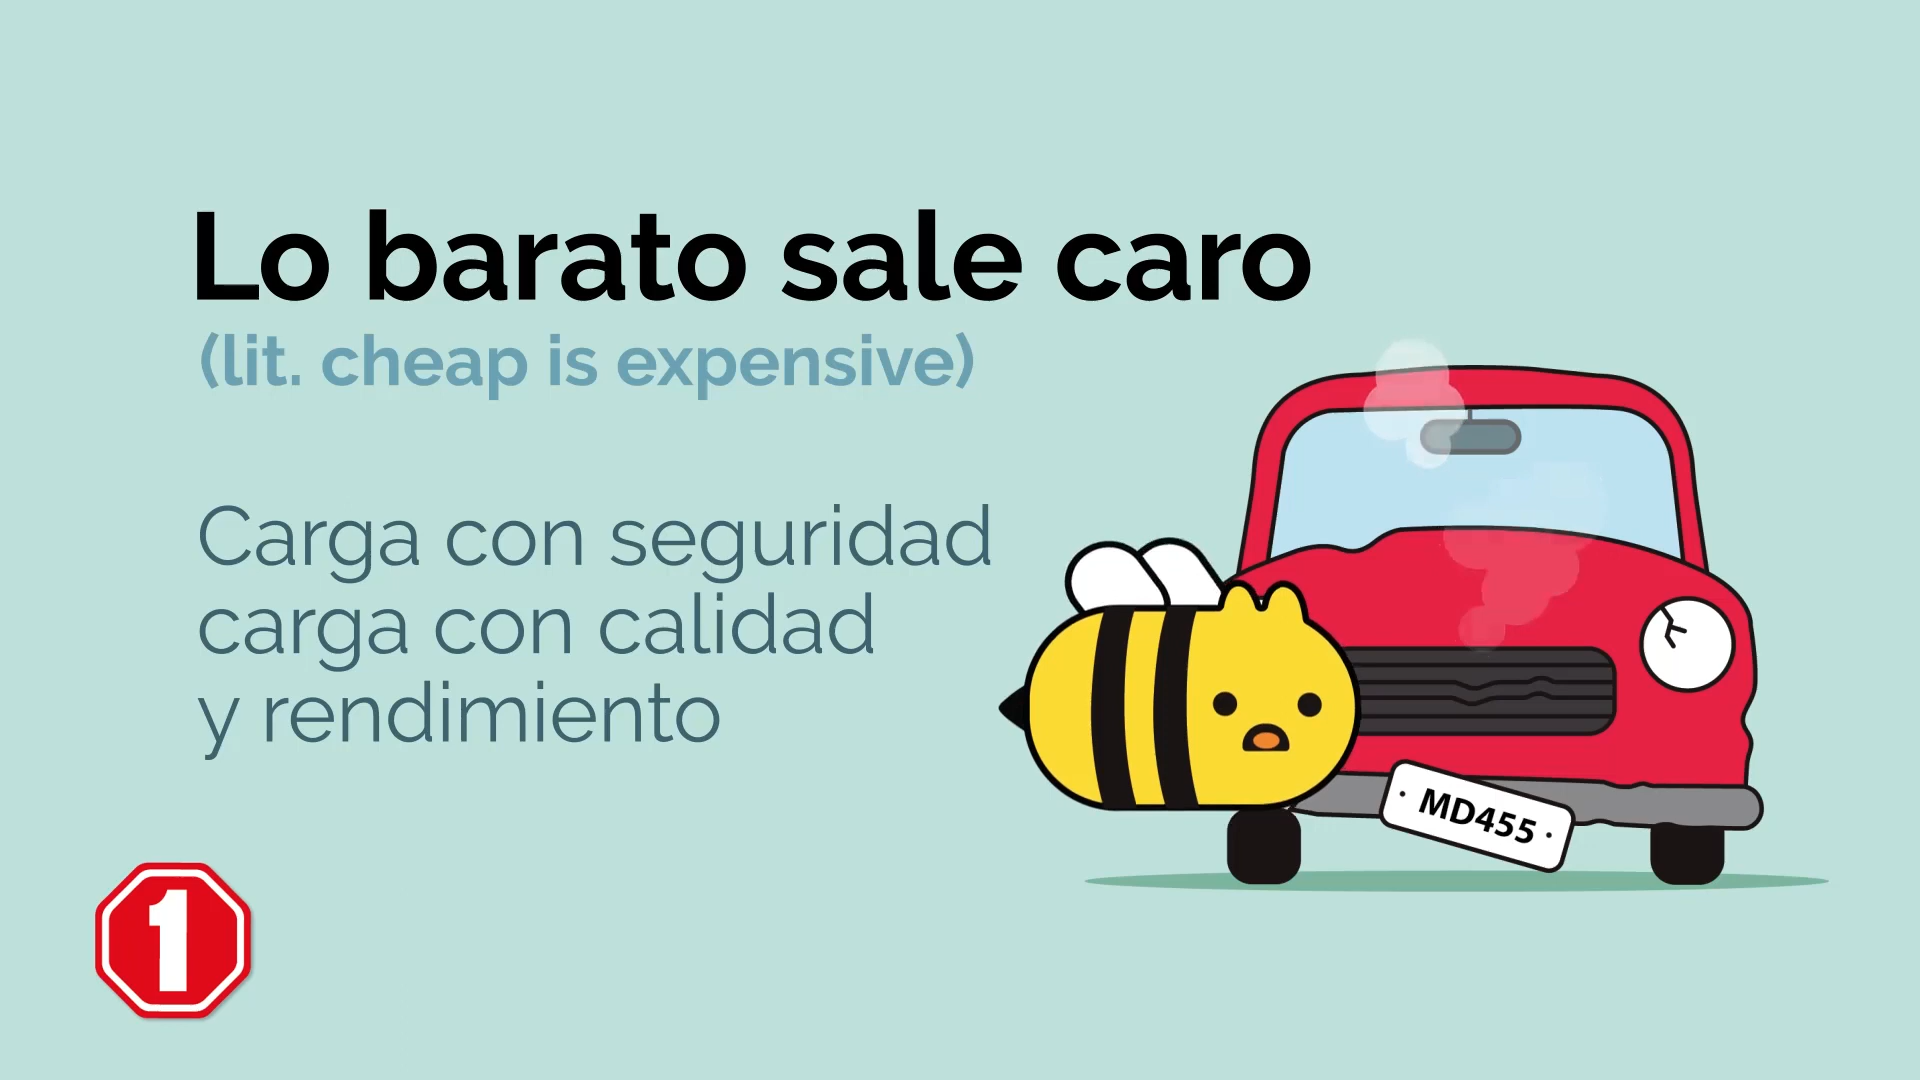 Lo barato sale caro
(lit. cheap is expensive)
Carga con seguridad
carga con calidad
y rendimiento
MD455
1